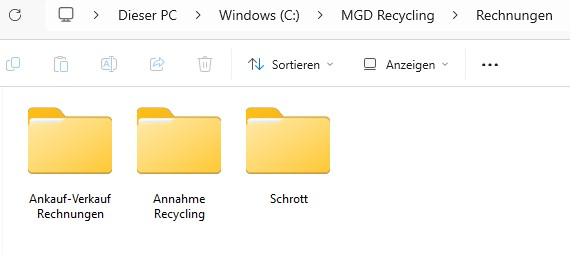 Dieser PC > Windows (C:) > MGD Recycling > Rechnungen
Sortieren Anzeigen
Ankauf-Verkauf Rechnungen
Annahme Recycling
Schrott